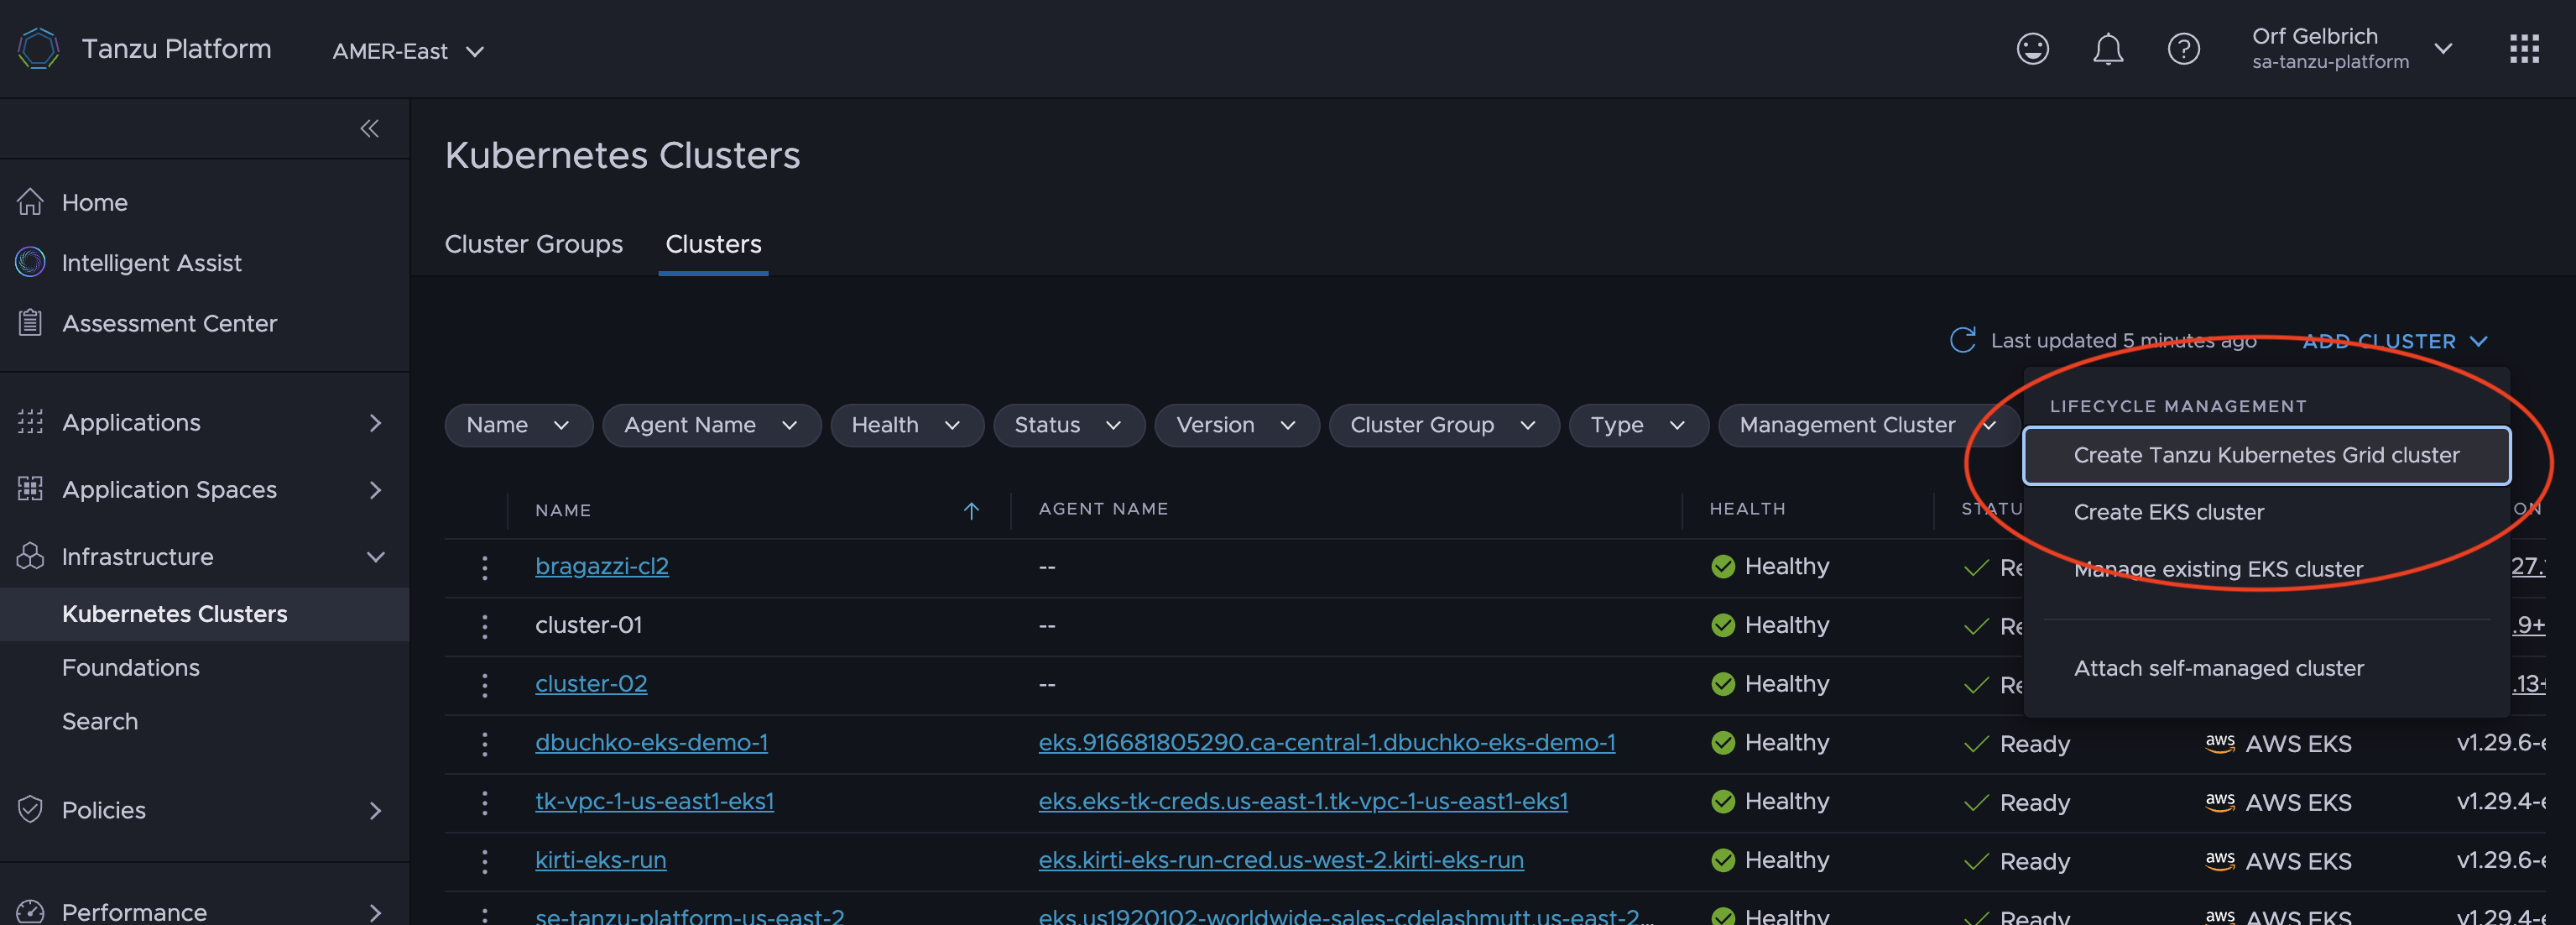 Tanzu Platform
AMER-East
Orf Gelbrich
sa-tanzu-platform
Home
Intelligent Assist
Assessment Center
Applications
Application Spaces
Infrastructure
Kubernetes Clusters
Foundations
Search
Policies
Performance
Kubernetes Clusters
Cluster Groups Clusters
Last updated 5 minutes ago ADD CLUSTER
Name Agent Name Health Status Version Cluster Group Type Management Cluster
LIFECYCLE MANAGEMENT
Create Tanzu Kubernetes Grid cluster
Create EKS cluster
Manage existing EKS cluster
Attach self-managed cluster
NAME AGENT NAME HEALTH STATU ON
bragazzi-cl2 -- Healthy Re 27.
cluster-01 -- Healthy Re .9+
cluster-02 -- Healthy Re .13+
dbuchko-eks-demo-1 eks.916681805290.ca-central-1.dbuchko-eks-demo-1 Healthy Ready aws AWS EKS v1.29.6-e
tk-vpc-1-us-east1-eks1 eks.eks-tk-creds.us-east-1.tk-vpc-1-us-east1-eks1 Healthy Ready aws AWS EKS v1.29.4-e
kirti-eks-run eks.kirti-eks-run-cred.us-west-2.kirti-eks-run Healthy Ready aws AWS EKS v1.29.6-e
se-tanzu-platform-us-east-2 eks.us1920102-worldwide-sales-cdelashmutt.us-east-2... Healthy Ready aws AWS EKS v1.29.4-e